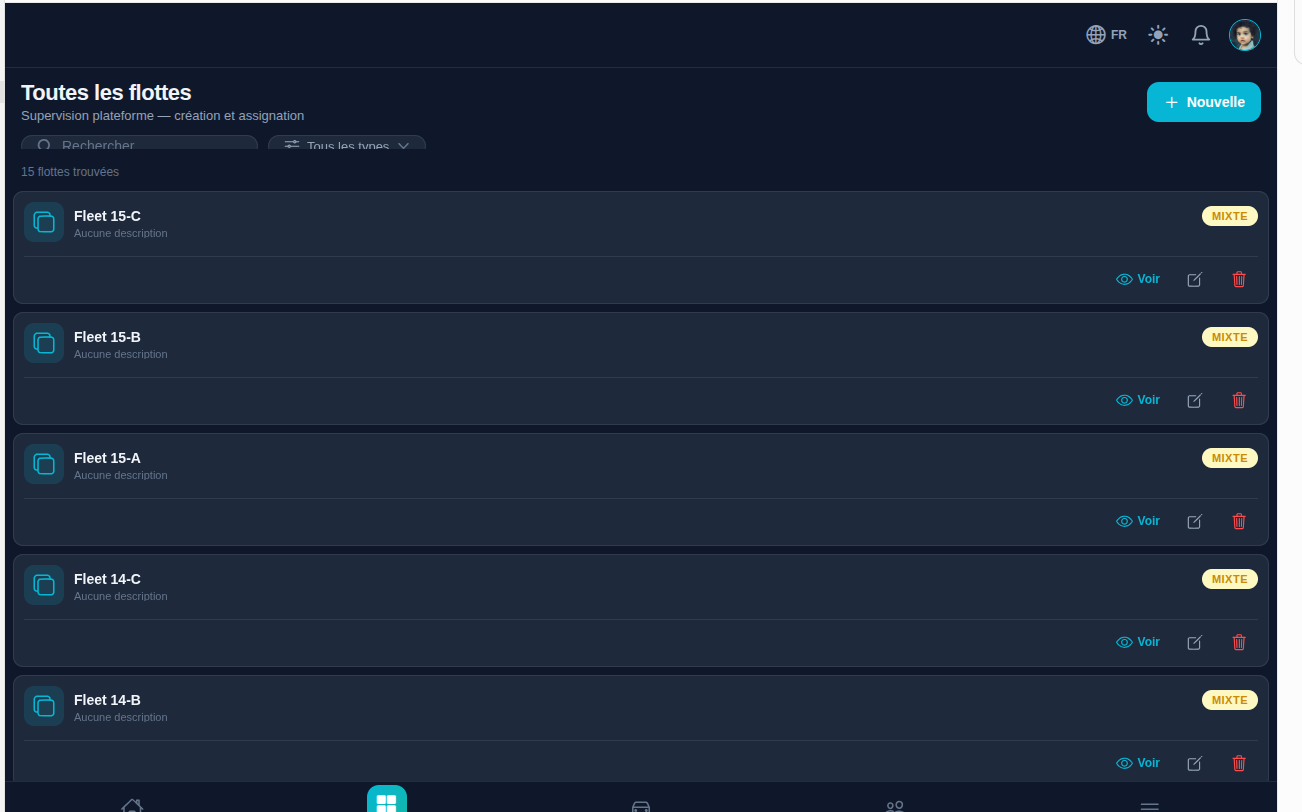 FR
Toutes les flottes
Supervision plateforme — création et assignation
Nouvelle
Rechercher
Tous les types
15 flottes trouvées
Fleet 15-C
Aucune description
MIXTE
Voir
Fleet 15-B
Aucune description
MIXTE
Voir
Fleet 15-A
Aucune description
MIXTE
Voir
Fleet 14-C
Aucune description
MIXTE
Voir
Fleet 14-B
Aucune description
MIXTE
Voir